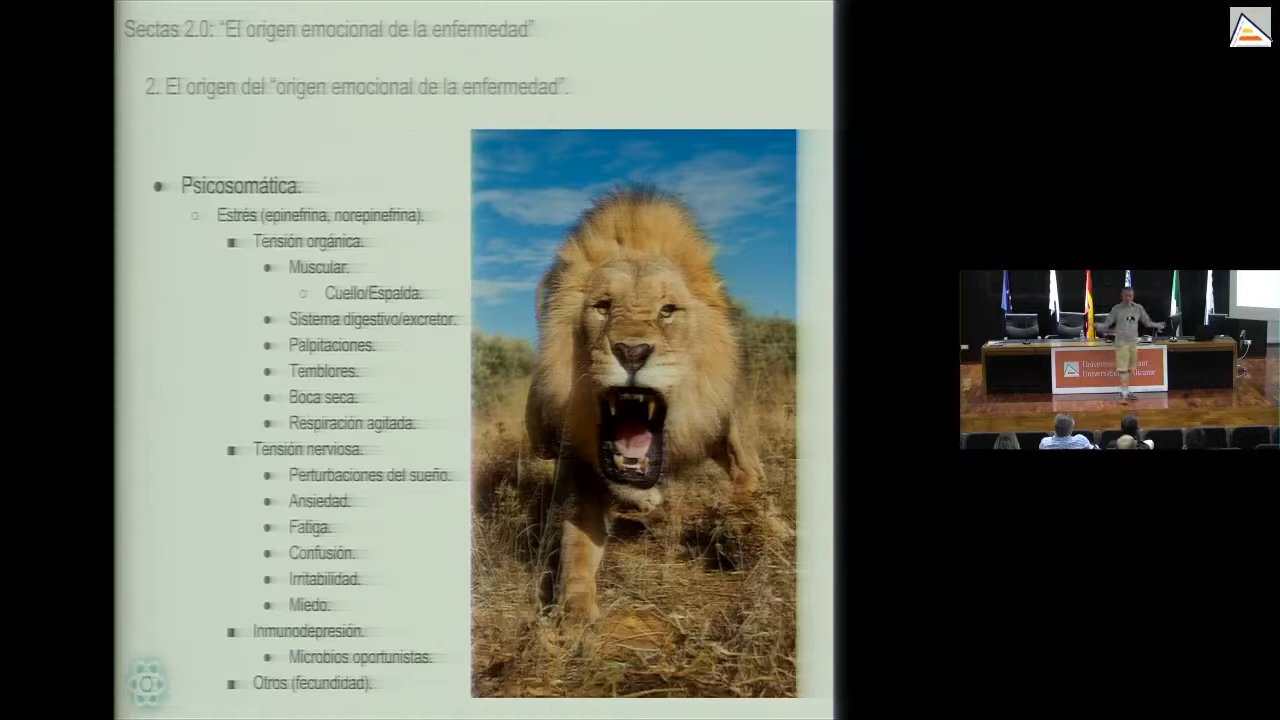 Sectas 2.0: "El origen emocional de la enfermedad"
2. El origen del "origen emocional de la enfermedad".
Psicosomática.
Estrés (epinefrina, norepinefrina).
Tensión orgánica.
Muscular.
Cuello/Espalda.
Sistema digestivo/excretor.
Palpitaciones.
Temblores.
Boca seca.
Respiración agitada.
Tensión nerviosa.
Perturbaciones del sueño.
Ansiedad.
Fatiga.
Confusión.
Irritabilidad.
Miedo.
Inmunodepresión.
Microbios oportunistas.
Otros (fecundidad).